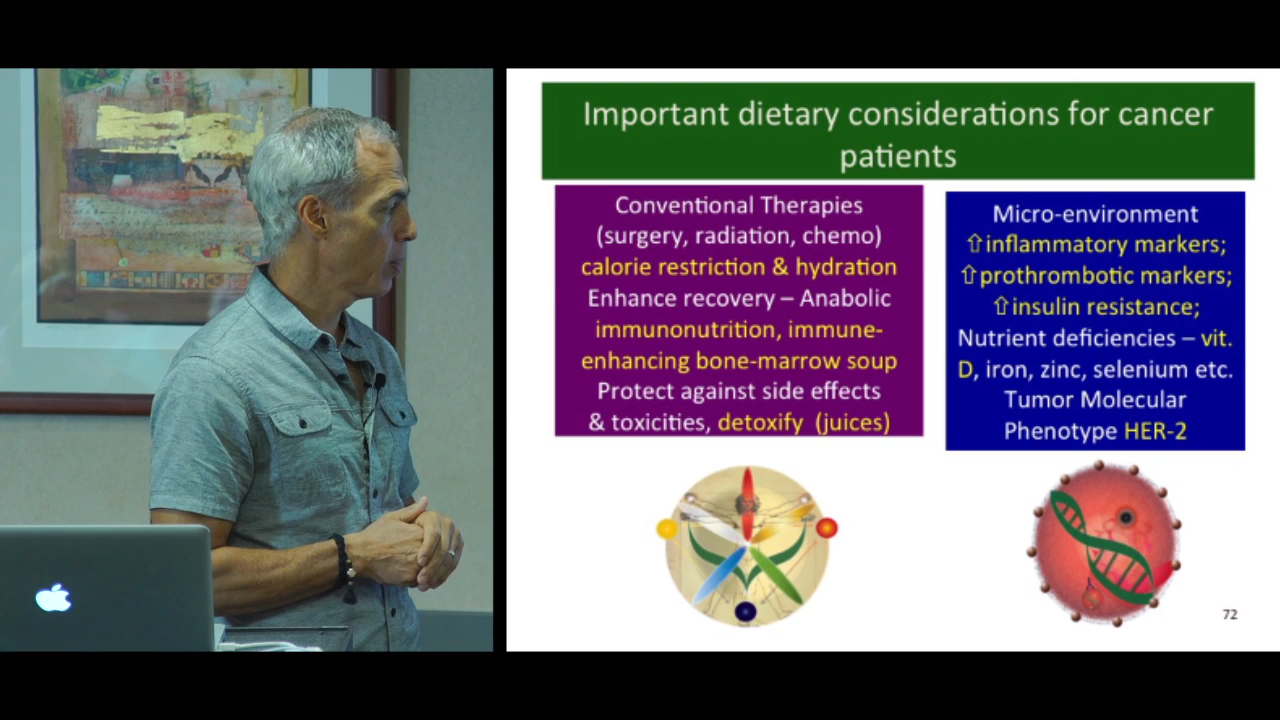 Important dietary considerations for cancer
patients
Conventional Therapies
(surgery, radiation, chemo)
calorie restriction & hydration
Enhance recovery – Anabolic
immunonutrition, immune-
enhancing bone-marrow soup
Protect against side effects
& toxicities, detoxify (juices)
Micro-environment
⇧inflammatory markers;
⇧prothrombotic markers;
⇧insulin resistance;
Nutrient deficiencies – vit.
D, iron, zinc, selenium etc.
Tumor Molecular
Phenotype HER-2
72